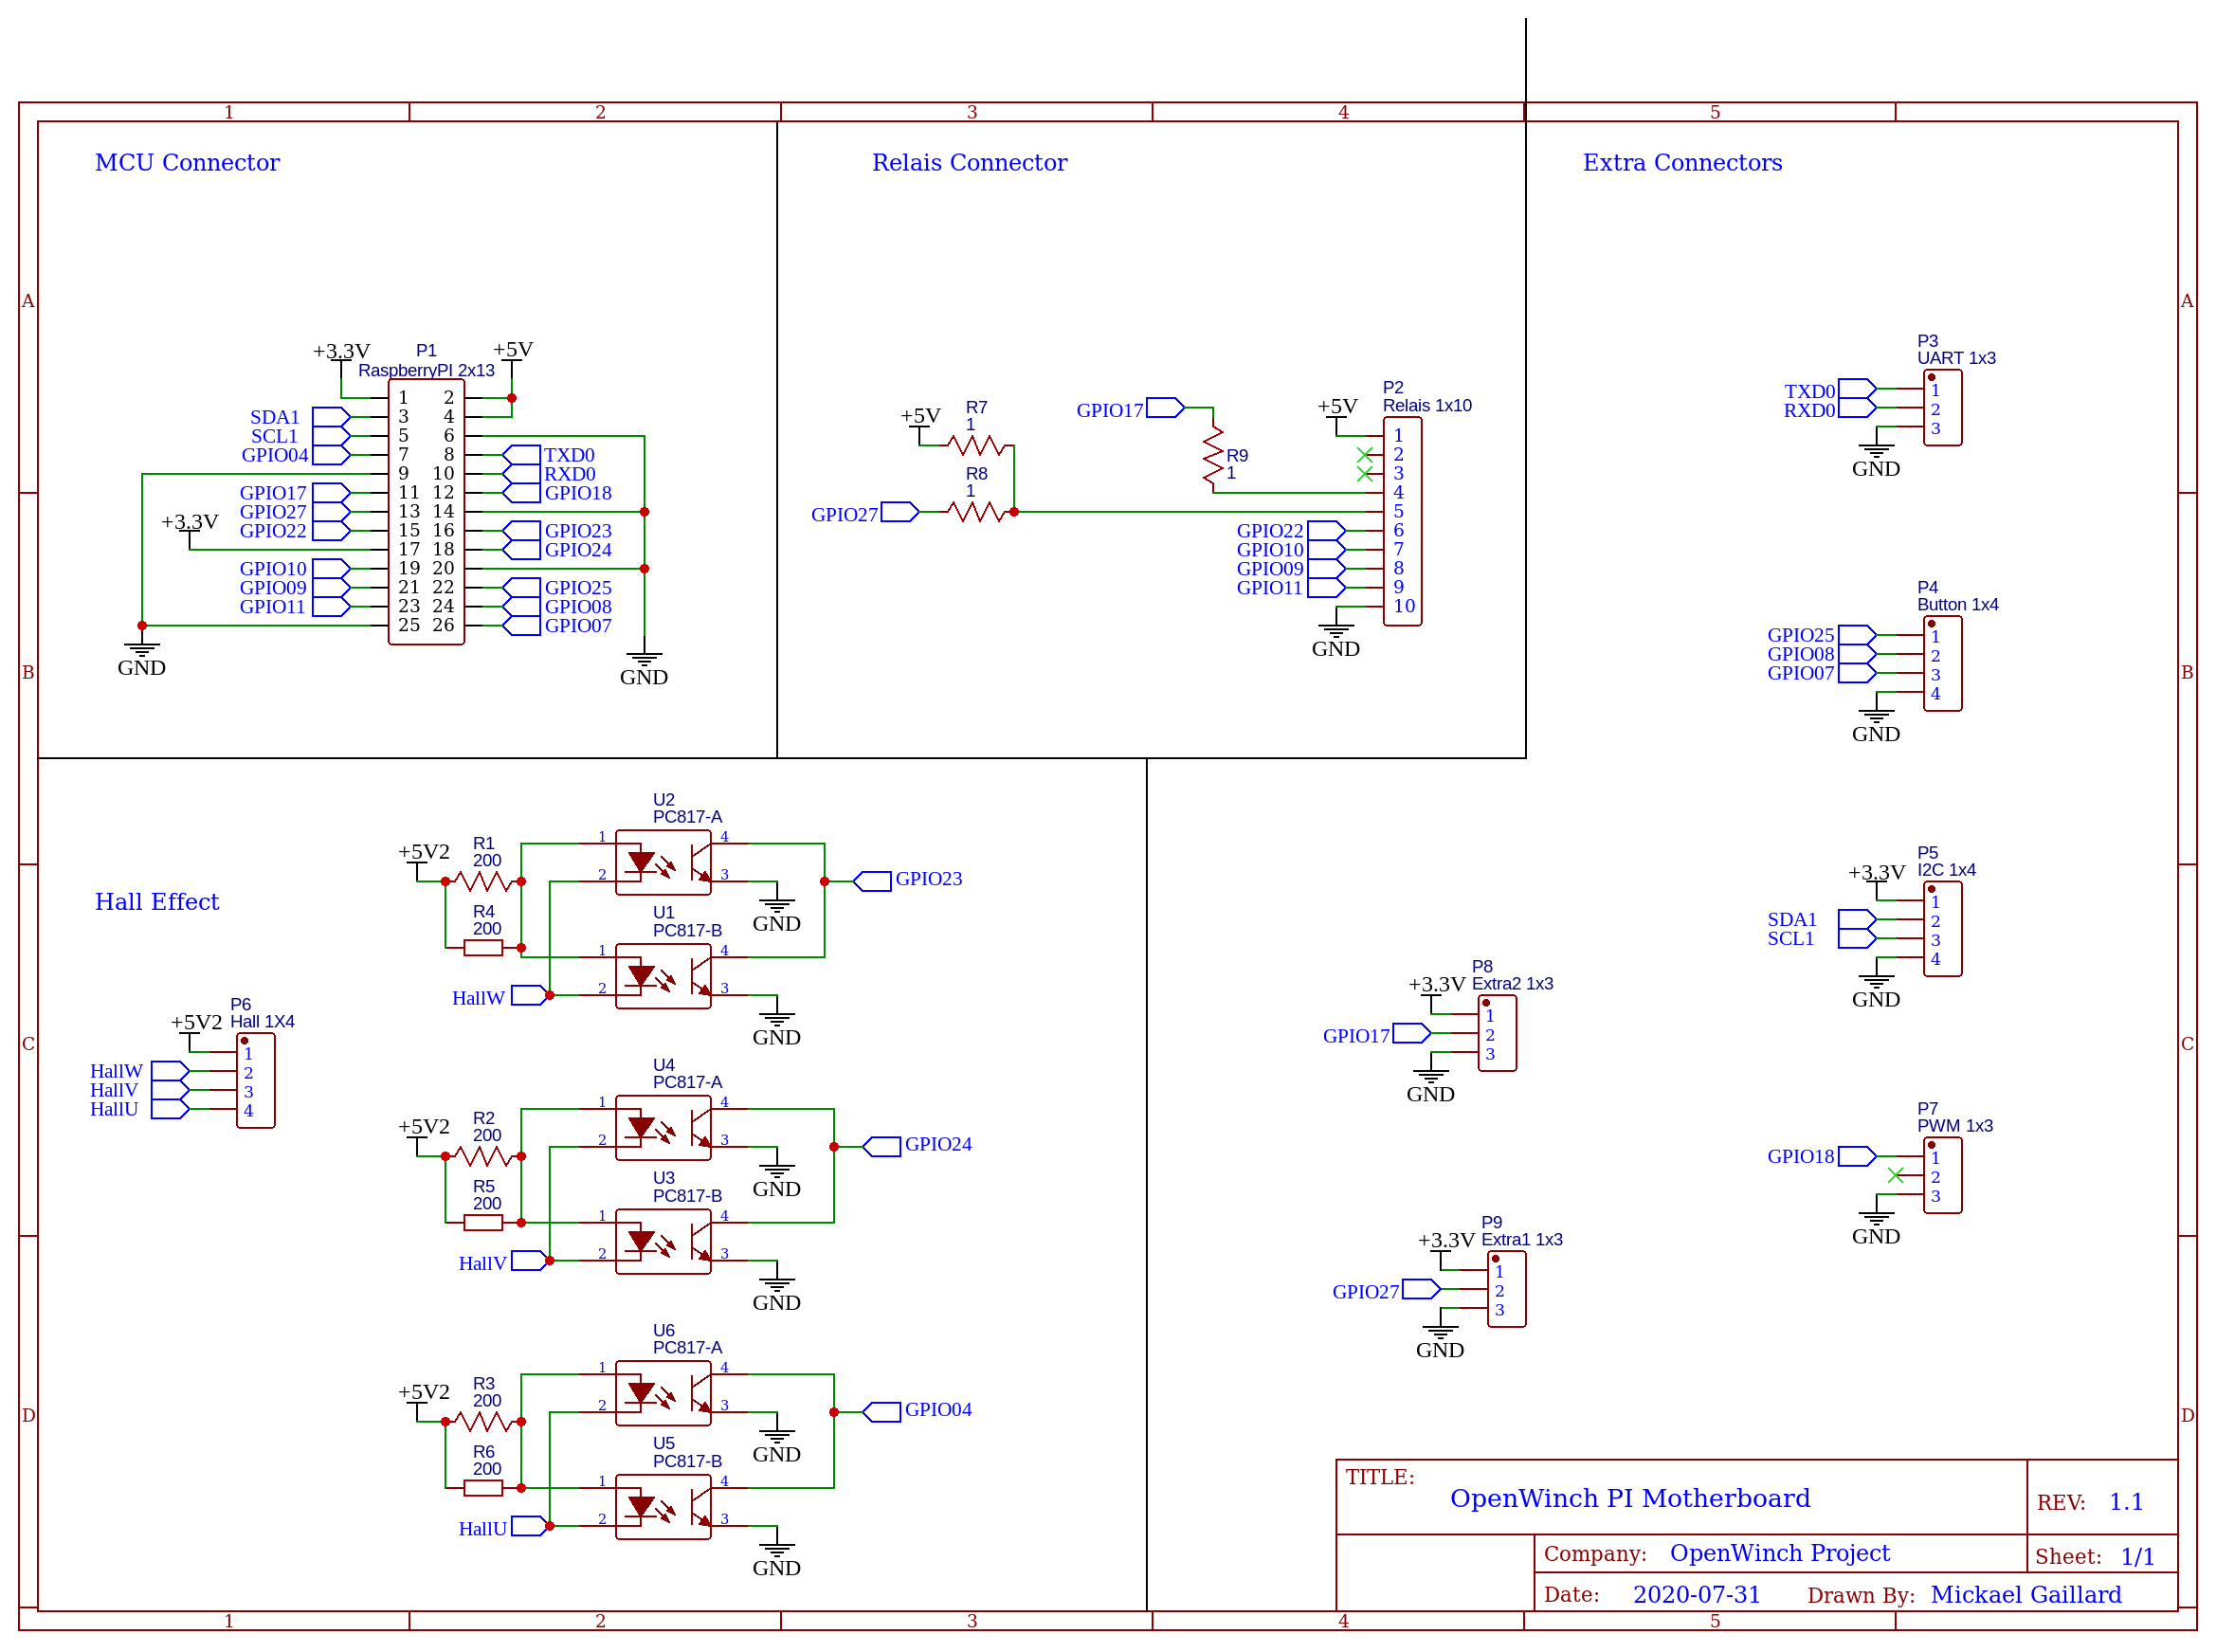 1 2 3 4 5
MCU Connector
Relais Connector
Extra Connectors
A
A
B
B
C
C
D
D
+3.3V
P1
+5V
RaspberryPI 2x13
1 2
SDA1 3 4
SCL1 5 6
GPIO04 7 8 TXD0
9 10 RXD0
GPIO17 11 12 GPIO18
GPIO27 13 14
+3.3V
GPIO22 15 16 GPIO23
17 18 GPIO24
GPIO10 19 20
GPIO09 21 22 GPIO25
GPIO11 23 24 GPIO08
25 26 GPIO07
GND
GND
+5V
R7
1
R8
1
GPIO27
GPIO17
R9
1
+5V
P2
Relais 1x10
1
2
3
4
5
GPIO22 6
GPIO10 7
GPIO09 8
GPIO11 9
10
GND
P3
UART 1x3
TXD0 1
RXD0 2
3
GND
P4
Button 1x4
GPIO25 1
GPIO08 2
GPIO07 3
4
GND
P5
I2C 1x4
+3.3V
1
SDA1 2
SCL1 3
4
GND
P7
PWM 1x3
GPIO18 1
2
3
GND
P8
Extra2 1x3
+3.3V
1
GPIO17 2
3
GND
P9
Extra1 1x3
+3.3V
1
GPIO27 2
3
GND
Hall Effect
P6
Hall 1X4
+5V2
1
HallW 2
HallV 3
HallU 4
U2
PC817-A
1 4
2 3
+5V2
R1
200
R4
200
GND
GPIO23
U1
PC817-B
1 4
2 3
HallW
GND
U4
PC817-A
1 4
2 3
+5V2
R2
200
R5
200
GND
GPIO24
U3
PC817-B
1 4
2 3
HallV
GND
U6
PC817-A
1 4
2 3
+5V2
R3
200
R6
200
GND
GPIO04
U5
PC817-B
1 4
2 3
HallU
GND
TITLE:
OpenWinch PI Motherboard
REV: 1.1
Company: OpenWinch Project
Sheet: 1/1
Date: 2020-07-31
Drawn By: Mickael Gaillard
1 2 3 4 5